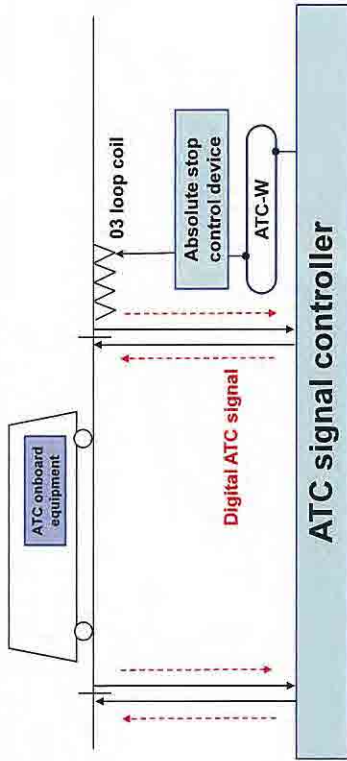 ATC onboard
equipment
03 loop coil
Absolute stop
control device
ATC-W
Digital ATC signal
ATC signal controller